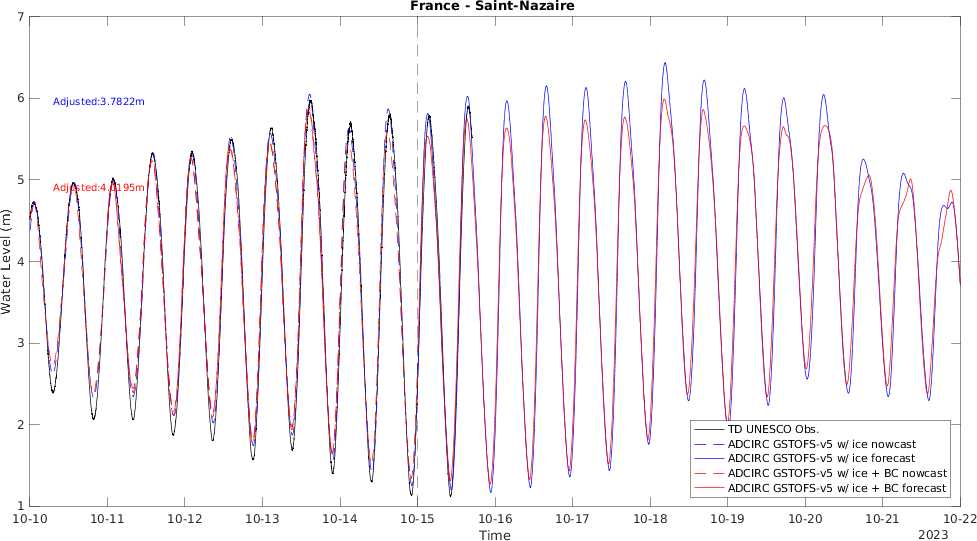 France - Saint-Nazaire
7
6
5
4
3
2
1
Water Level (m)
Adjusted:3.7822m
Adjusted:4.0195m
TD UNESCO Obs.
ADCIRC GSTOFS-v5 w/ ice nowcast
ADCIRC GSTOFS-v5 w/ ice forecast
ADCIRC GSTOFS-v5 w/ ice + BC nowcast
ADCIRC GSTOFS-v5 w/ ice + BC forecast
10-10 10-11 10-12 10-13 10-14 10-15 10-16 10-17 10-18 10-19 10-20 10-21 10-22
Time
2023